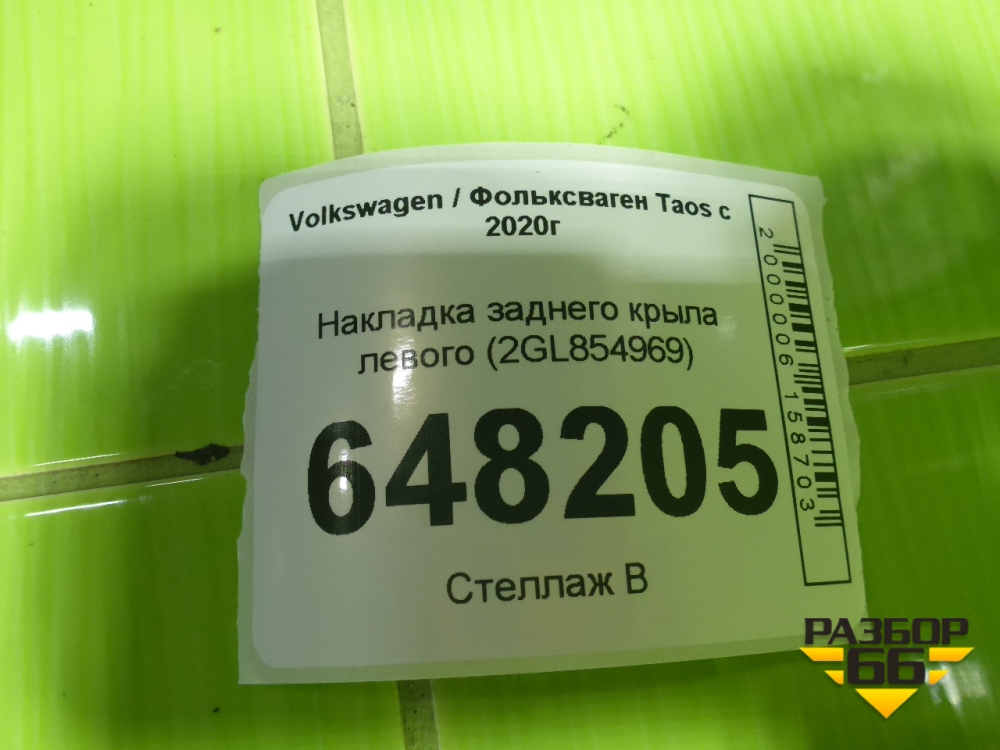 Volkswagen / Фольксваген Taos с
2020г
Накладка заднего крыла
левого (2GL854969)
648205
Стеллаж В
2000006158703
РАЗБОР
66